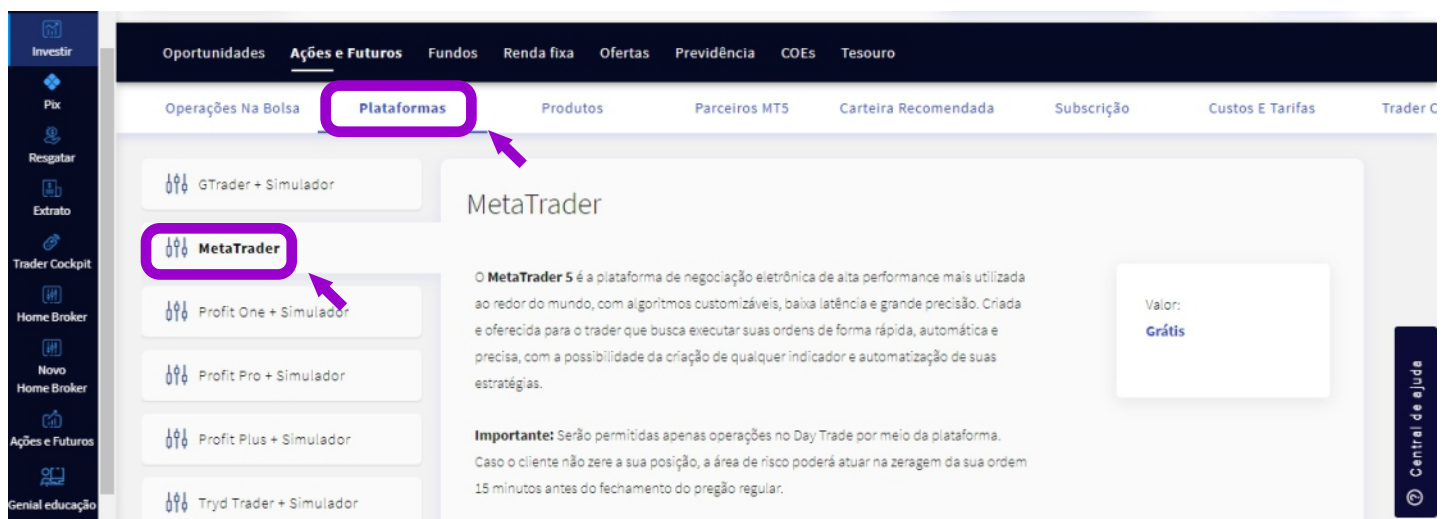 Investir
Pix
Resgatar
Extrato
Trader Cockpit
Home Broker
Novo
Home Broker
Ações e Futuros
Genial educação
Oportunidades Ações e Futuros Fundos Renda fixa Ofertas Previdência COEs Tesouro
Operações Na Bolsa Plataformas Produtos Parceiros MT5 Carteira Recomendada Subscrição Custos E Tarifas Trader C
GTrader + Simulador
MetaTrader
Profit One + Simulador
Profit Pro + Simulador
Profit Plus + Simulador
Tryd Trader + Simulador
MetaTrader
O MetaTrader 5 é a plataforma de negociação eletrônica de alta performance mais utilizada
ao redor do mundo, com algoritmos customizáveis, baixa latência e grande precisão. Criada
e oferecida para o trader que busca executar suas ordens de forma rápida, automática e
precisa, com a possibilidade da criação de qualquer indicador e automatização de suas
estratégias.
Importante: Serão permitidas apenas operações no Day Trade por meio da plataforma.
Caso o cliente não zere a sua posição, a área de risco poderá atuar na zeragem da sua ordem
15 minutos antes do fechamento do pregão regular.
Valor:
Grátis
Central de ajuda